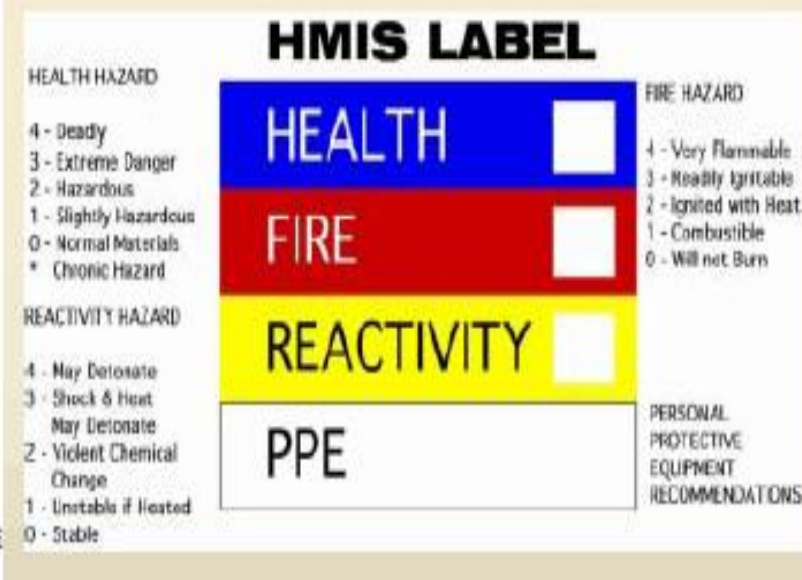 HMIS LABEL
HEALTH HAZARD
4 - Deadly
3 - Extreme Danger
2 - Hazardous
1 - Slightly Hazardous
0 - Normal Materials
* Chronic Hazard
REACTIVITY HAZARD
4 - May Detonate
3 - Shock & Heat
May Detonate
2 - Violent Chemical
Change
1 - Unstable if Heated
0 - Stable
HEALTH
FIRE
REACTIVITY
PPE
FIRE HAZARD
4 - Very Flammable
3 - Readily Ignitable
2 - Ignited with Heat
1 - Combustible
0 - Will not Burn
PERSONAL
PROTECTIVE
EQUIPMENT
RECOMMENDATIONS